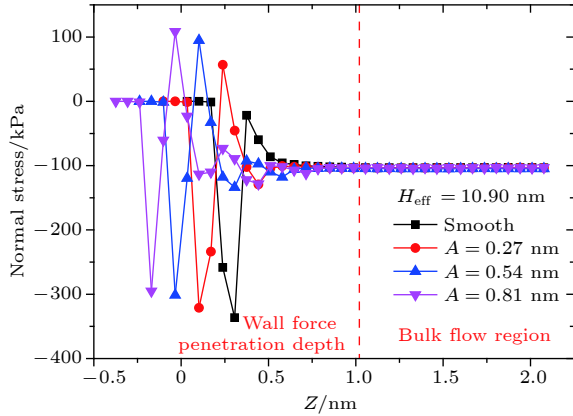 100
0
−100
−200
−300
−400
Normal stress/kPa
H_eff = 10.90 nm
Smooth
A = 0.27 nm
A = 0.54 nm
A = 0.81 nm
Wall force
penetration depth
Bulk flow region
−0.5
0
0.5
1.0
1.5
2.0
Z/nm